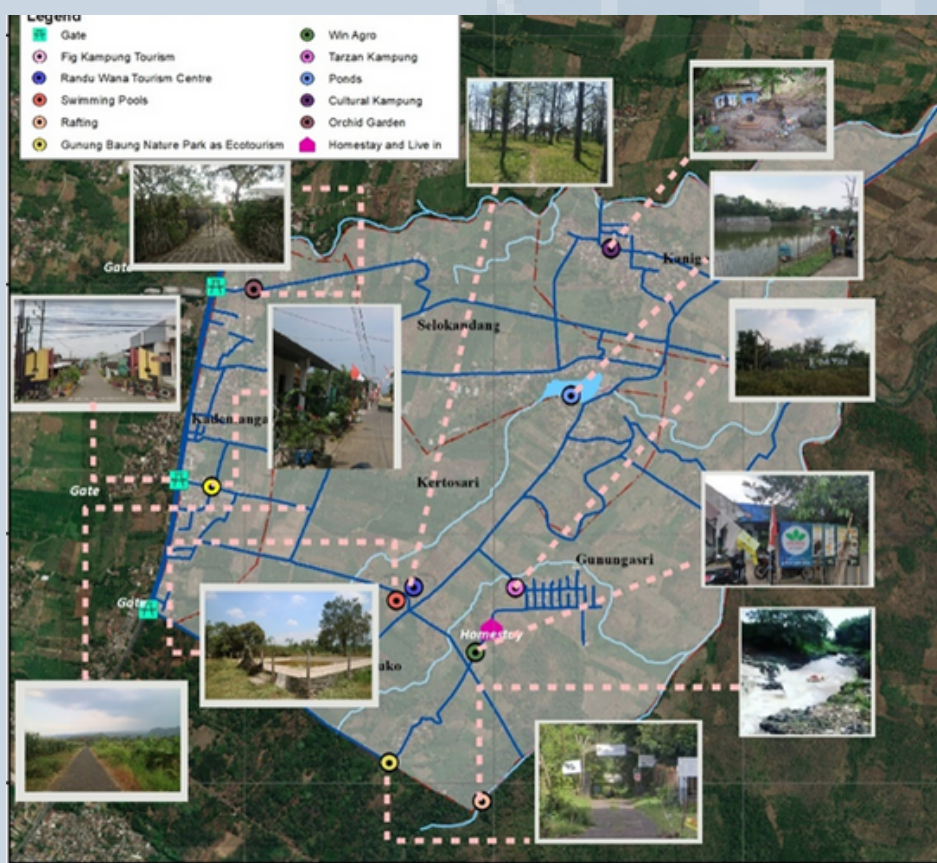 Legend
Gate
Fig Kampung Tourism
Randu Wana Tourism Centre
Swimming Pools
Rafting
Gunung Baung Nature Park as Ecotourism
Win Agro
Tarzan Kampung
Ponds
Cultural Kampung
Orchid Garden
Homestay and Live in
Gate
Kunig
Selokandang
Gate
Kertosari
Gunungasri
Gate
Homestay
uko